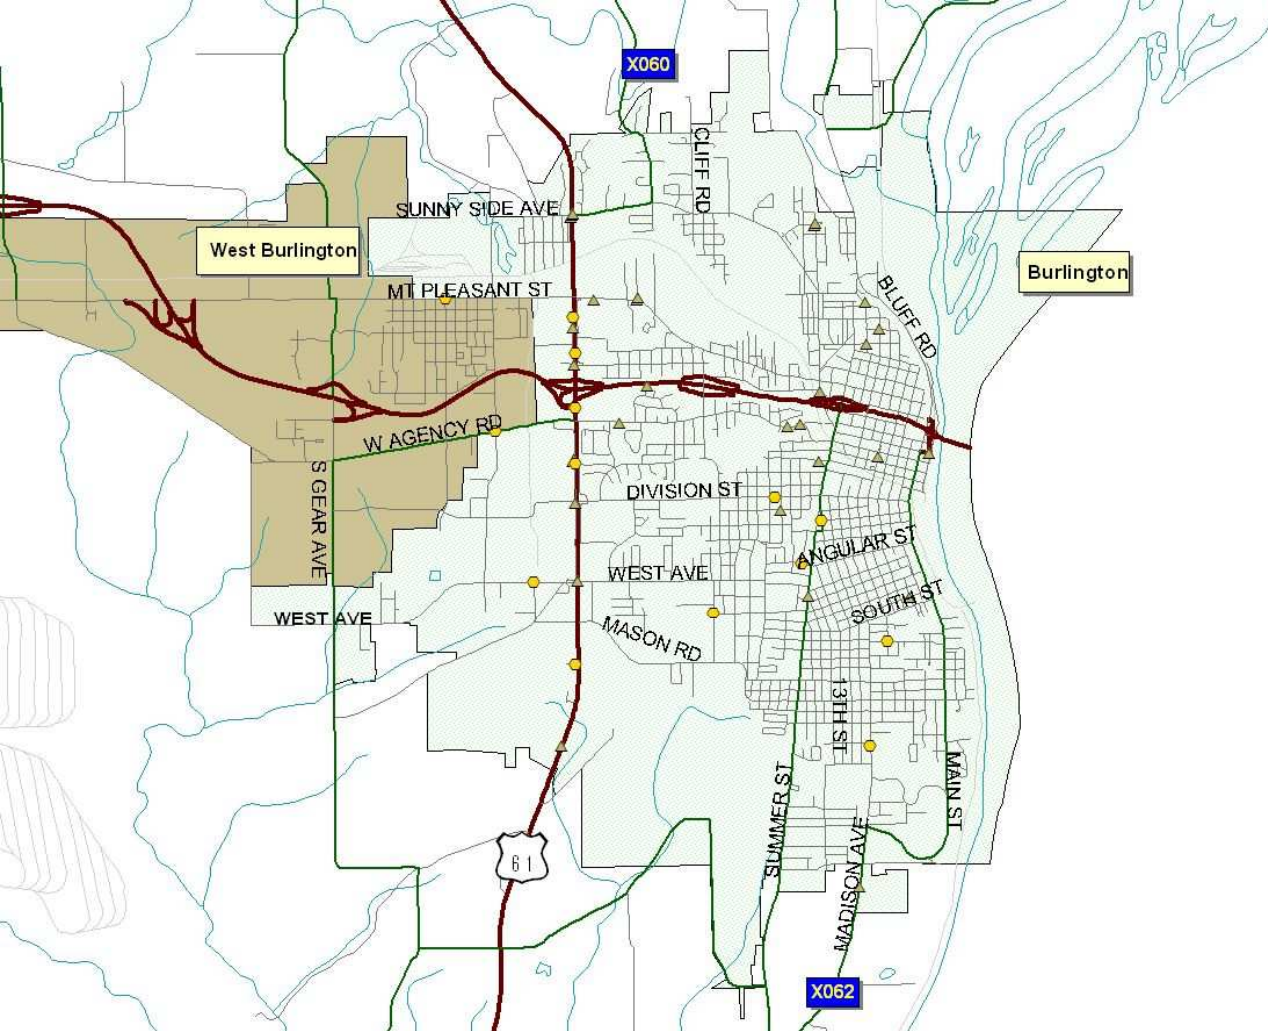 X060
CLIFF RD
SUNNY SIDE AVE
West Burlington
Burlington
MT PLEASANT ST
BLUFF RD
W AGENCY RD
S GEAR AVE
DIVISION ST
ANGULAR ST
WEST AVE
SOUTH ST
WEST AVE
MASON RD
13TH ST
MAIN ST
SUMMER ST
MADISON AVE
61
X062